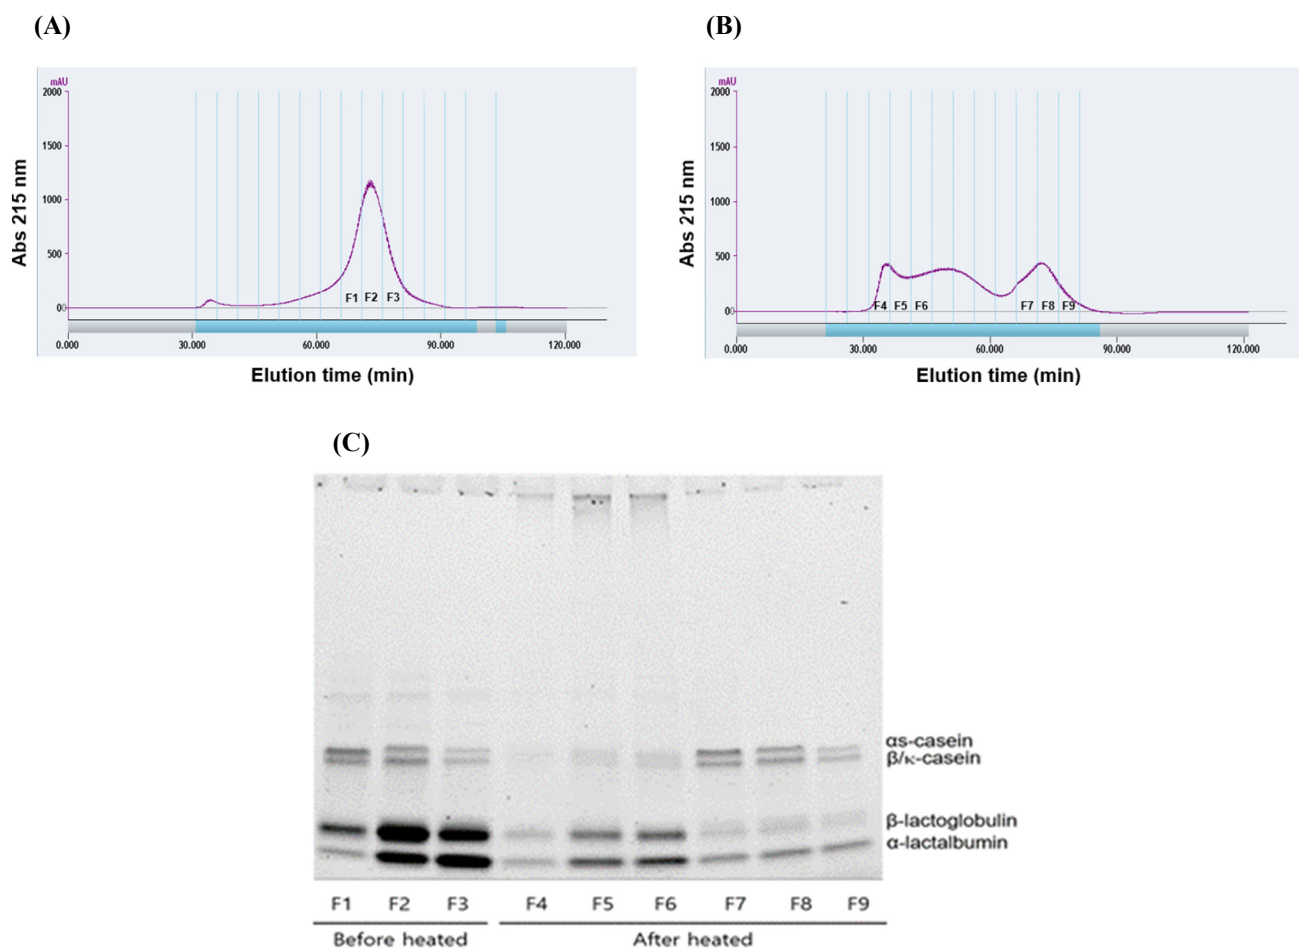 (A)
(B)
mAU
2000
1500
1000
500
00
F1 F2 F3
0.000 30.000 60.000 90.000 120.000
Abs 215 nm
Elution time (min)
mAU
2000
1500
1000
500
00
F4 F5 F6 F7 F8 F9
0.000 30.000 60.000 90.000 120.000
Abs 215 nm
Elution time (min)
(C)
αs-casein
β/κ-casein
β-lactoglobulin
α-lactalbumin
F1 F2 F3 F4 F5 F6 F7 F8 F9
Before heated After heated